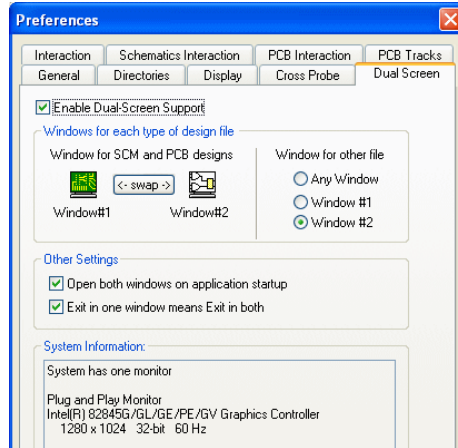 Preferences
Interaction Schematics Interaction PCB Interaction PCB Tracks
General Directories Display Cross Probe Dual Screen
Enable Dual-Screen Support
Windows for each type of design file
Window for SCM and PCB designs
<- swap ->
Window#1 Window#2
Window for other file
Any Window
Window #1
Window #2
Other Settings
Open both windows on application startup
Exit in one window means Exit in both
System Information:
System has one monitor
Plug and Play Monitor
Intel(R) 82845G/GL/GE/PE/GV Graphics Controller
1280 x 1024 32-bit 60 Hz